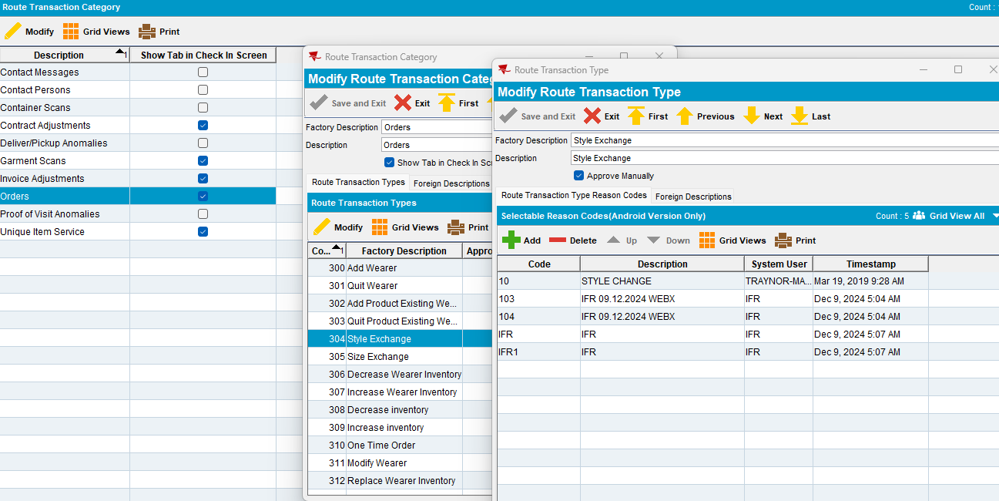 Route Transaction Category
Count :
Modify Grid Views Print
Description 1 Show Tab in Check In Screen
Contact Messages
Contact Persons
Container Scans
Contract Adjustments
Deliver/Pickup Anomalies
Garment Scans
Invoice Adjustments
Orders
Proof of Visit Anomalies
Unique Item Service
Route Transaction Category
Modify Route Transaction Cate
Save and Exit Exit First
Factory Description Orders
Description Orders
Show Tab in Check In Scr
Route Transaction Types Foreign Descriptions
Route Transaction Types
Modify Grid Views Print
Co... 1 Factory Description Appro
300 Add Wearer
301 Quit Wearer
302 Add Product Existing We...
303 Quit Product Existing We...
304 Style Exchange
305 Size Exchange
306 Decrease Wearer Inventory
307 Increase Wearer Inventory
308 Decrease inventory
309 Increase inventory
310 One Time Order
311 Modify Wearer
312 Replace Wearer Inventory
Route Transaction Type
Modify Route Transaction Type
Save and Exit Exit First Previous Next Last
Factory Description Style Exchange
Description Style Exchange
Approve Manually
Route Transaction Type Reason Codes Foreign Descriptions
Selectable Reason Codes(Android Version Only) Count : 5 Grid View All
Add Delete Up Down Grid Views Print
Code Description System User Timestamp
10 STYLE CHANGE TRAYNOR-MA... Mar 19, 2019 9:28 AM
103 IFR 09.12.2024 WEBX IFR Dec 9, 2024 5:04 AM
104 IFR 09.12.2024 WEBX IFR Dec 9, 2024 5:04 AM
IFR IFR IFR Dec 9, 2024 5:07 AM
IFR1 IFR IFR Dec 9, 2024 5:07 AM